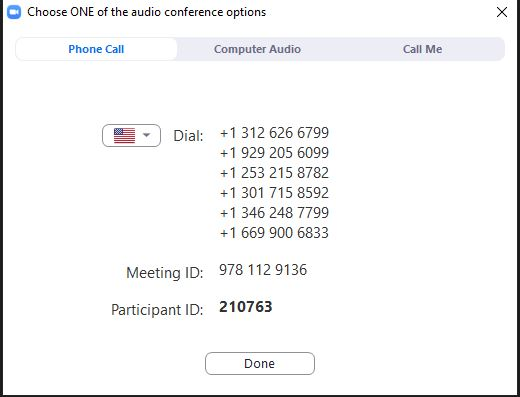 Choose ONE of the audio conference options
Phone Call Computer Audio Call Me
Dial: +1 312 626 6799
+1 929 205 6099
+1 253 215 8782
+1 301 715 8592
+1 346 248 7799
+1 669 900 6833
Meeting ID: 978 112 9136
Participant ID: 210763
Done